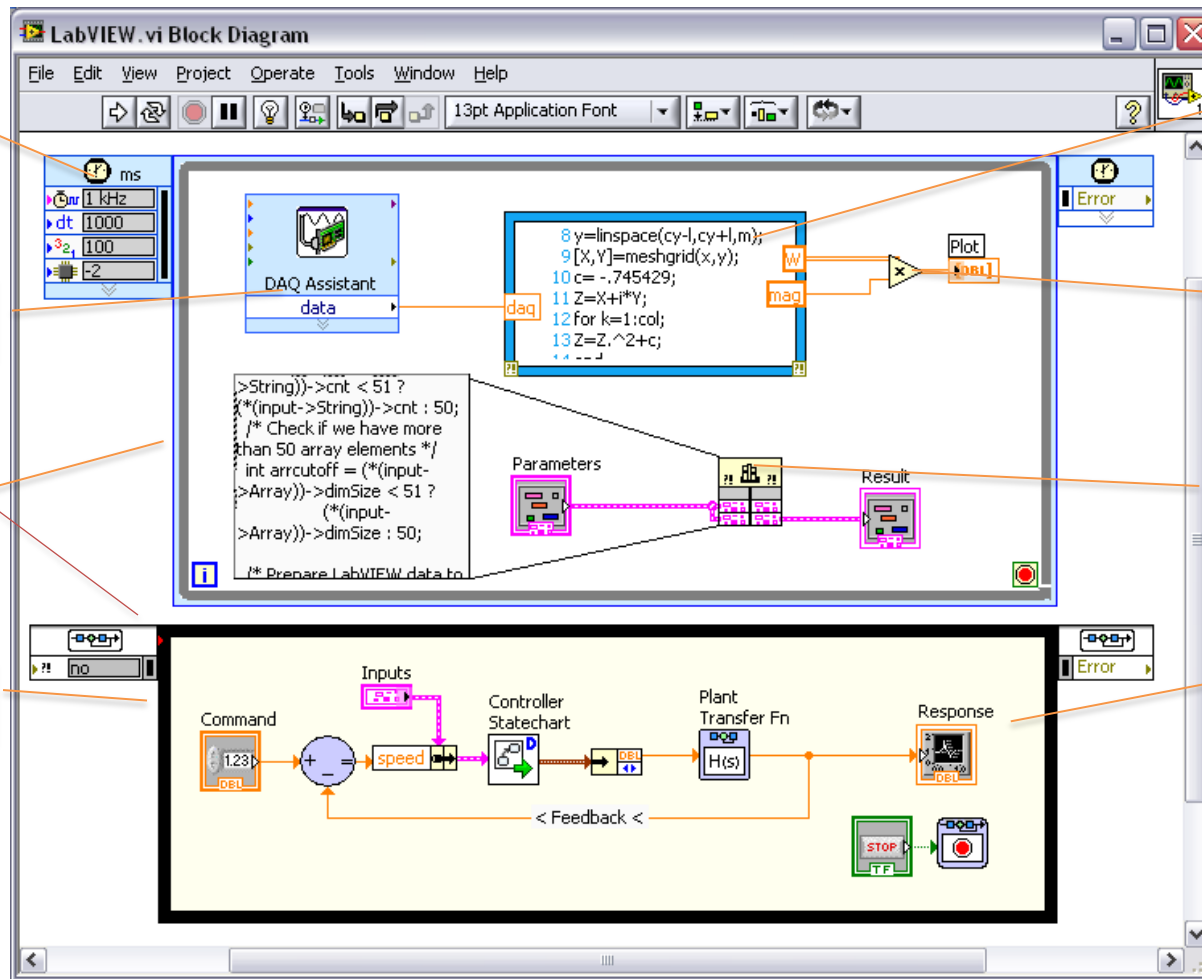 LabVIEW.vi Block Diagram
File Edit View Project Operate Tools Window Help
13pt Application Font
?
1
ms
1 kHz
dt 1000
100
-2
Error
DAQ Assistant
data
daq
8 y=linspace(cy-l,cy+l,m);
9 [X,Y]=meshgrid(x,y);
10 c= -.745429;
11 Z=X+i*Y;
12 for k=1:col;
13 Z=Z.^2+c;
W
mag
x
Plot
[DBL]
>String))->cnt < 51 ?
(*(input->String))->cnt : 50;
/* Check if we have more
than 50 array elements */
int arrcutoff = (*(input-
>Array))->dimSize < 51 ?
(*(input-
>Array))->dimSize : 50;
/* Prepare LabVIEW data to
Parameters
?! ?!
Result
i
?! no
Error
Command
1.23
DBL
+ - =
Inputs
speed
Controller
Statechart
D
DBL
Plant
Transfer Fn
H(s)
Response
DBL
< Feedback <
STOP
TF